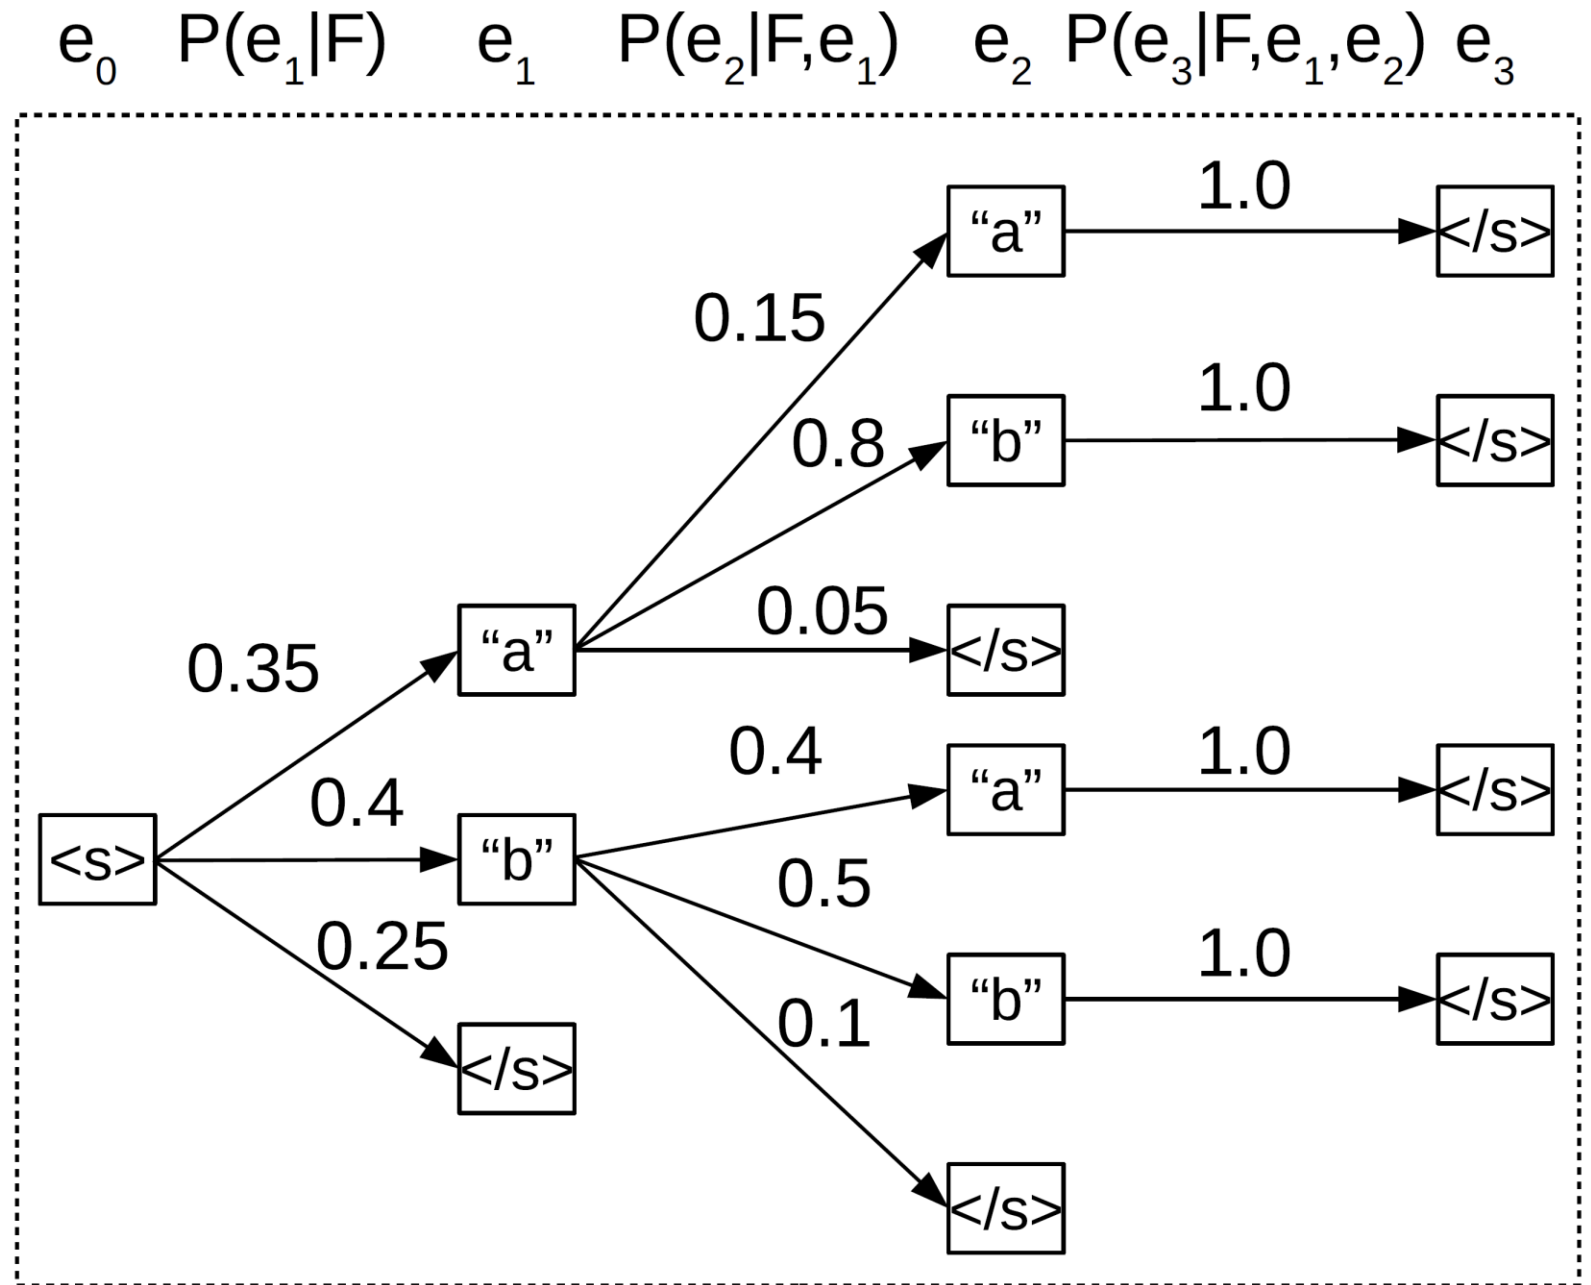 e0 P(e1|F) e1 P(e2|F,e1) e2 P(e3|F,e1,e2) e3
“a” 1.0 </s>
0.15
“b” 1.0 </s>
0.8
0.05
“a” </s>
0.35
0.4 “a” 1.0 </s>
0.4
<s> “b”
0.5
0.25
“b” 1.0 </s>
0.1
</s>
</s>